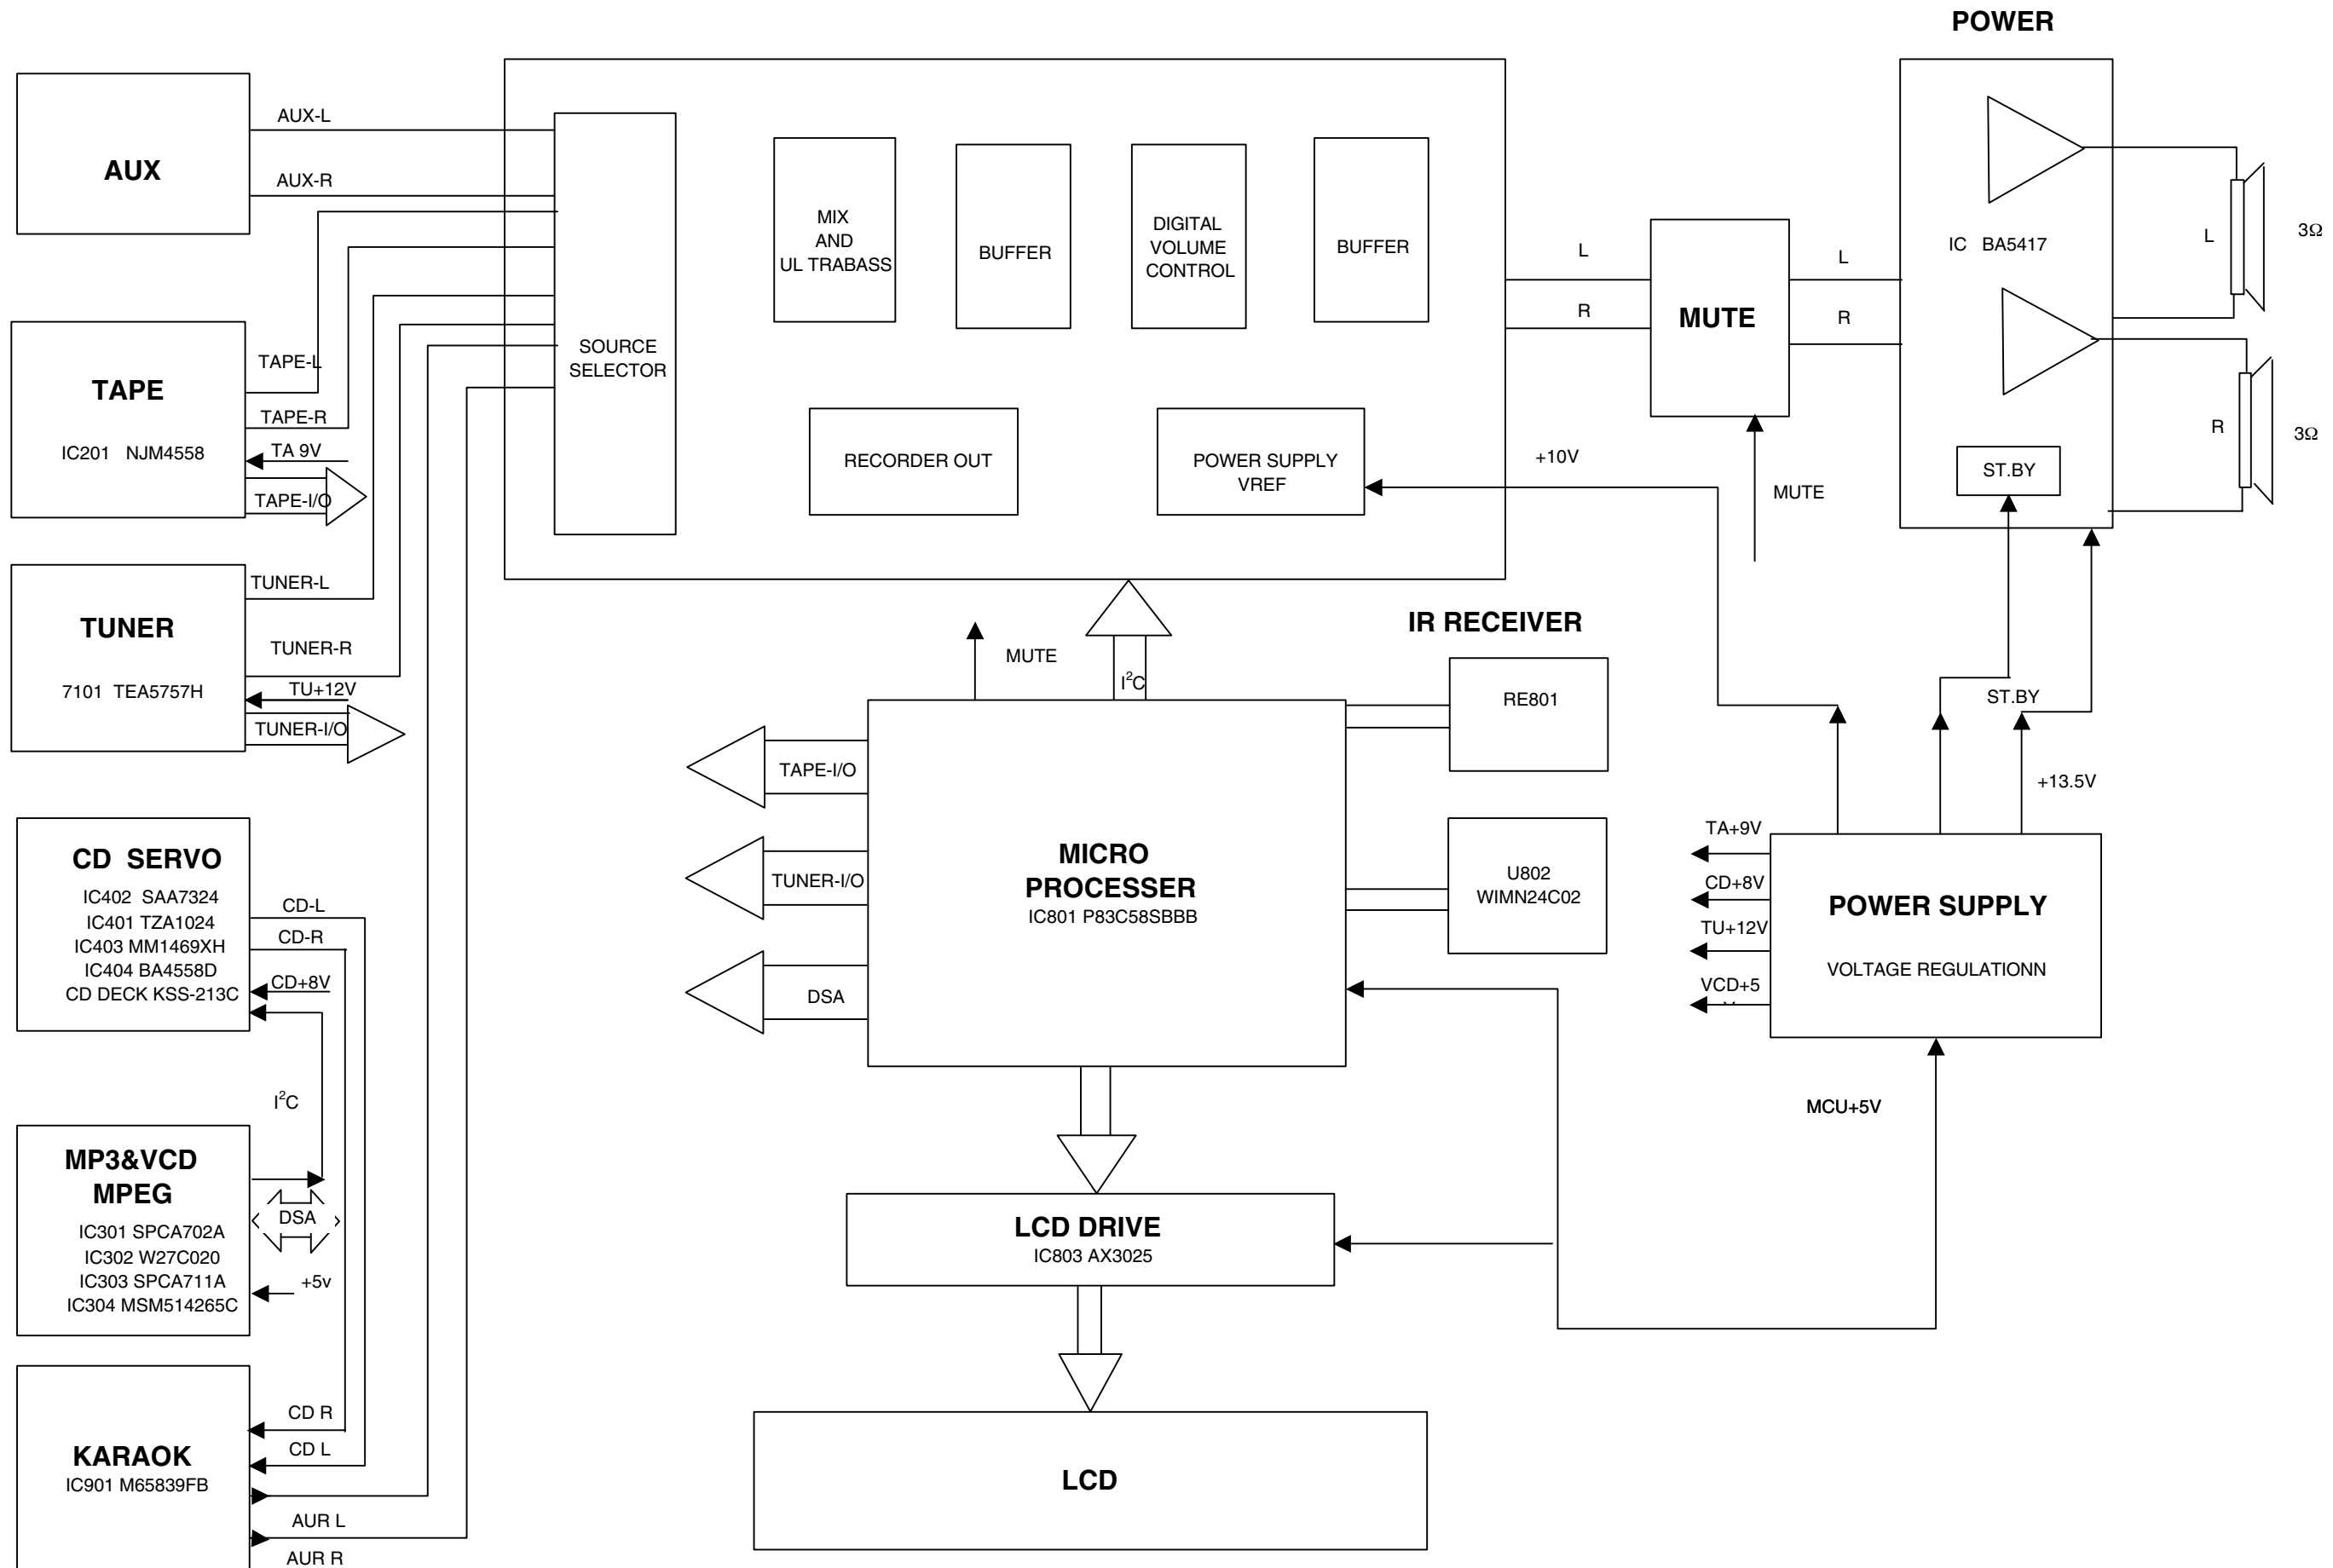 POWER
AUX
AUX-L
AUX-R
SOURCE
SELECTOR
MIX
AND
UL TRABASS
BUFFER
DIGITAL
VOLUME
CONTROL
BUFFER
RECORDER OUT
POWER SUPPLY
VREF
+10V
L
R
MUTE
L
R
MUTE
IC BA5417
ST.BY
L
3Ω
R
3Ω
TAPE
IC201 NJM4558
TAPE-L
TAPE-R
TA 9V
TAPE-I/O
TUNER
7101 TEA5757H
TUNER-L
TUNER-R
TU+12V
TUNER-I/O
MUTE
I²C
IR RECEIVER
RE801
ST.BY
+13.5V
TAPE-I/O
TUNER-I/O
DSA
MICRO
PROCESSER
IC801 P83C58SBBB
U802
WIMN24C02
TA+9V
CD+8V
TU+12V
VCD+5
POWER SUPPLY
VOLTAGE REGULATIONN
MCU+5V
CD SERVO
IC402 SAA7324
IC401 TZA1024
IC403 MM1469XH
IC404 BA4558D
CD DECK KSS-213C
CD-L
CD-R
CD+8V
I²C
MP3&VCD
MPEG
IC301 SPCA702A
IC302 W27C020
IC303 SPCA711A
IC304 MSM514265C
DSA
+5v
LCD DRIVE
IC803 AX3025
LCD
KARAOK
IC901 M65839FB
CD R
CD L
AUR L
AUR R